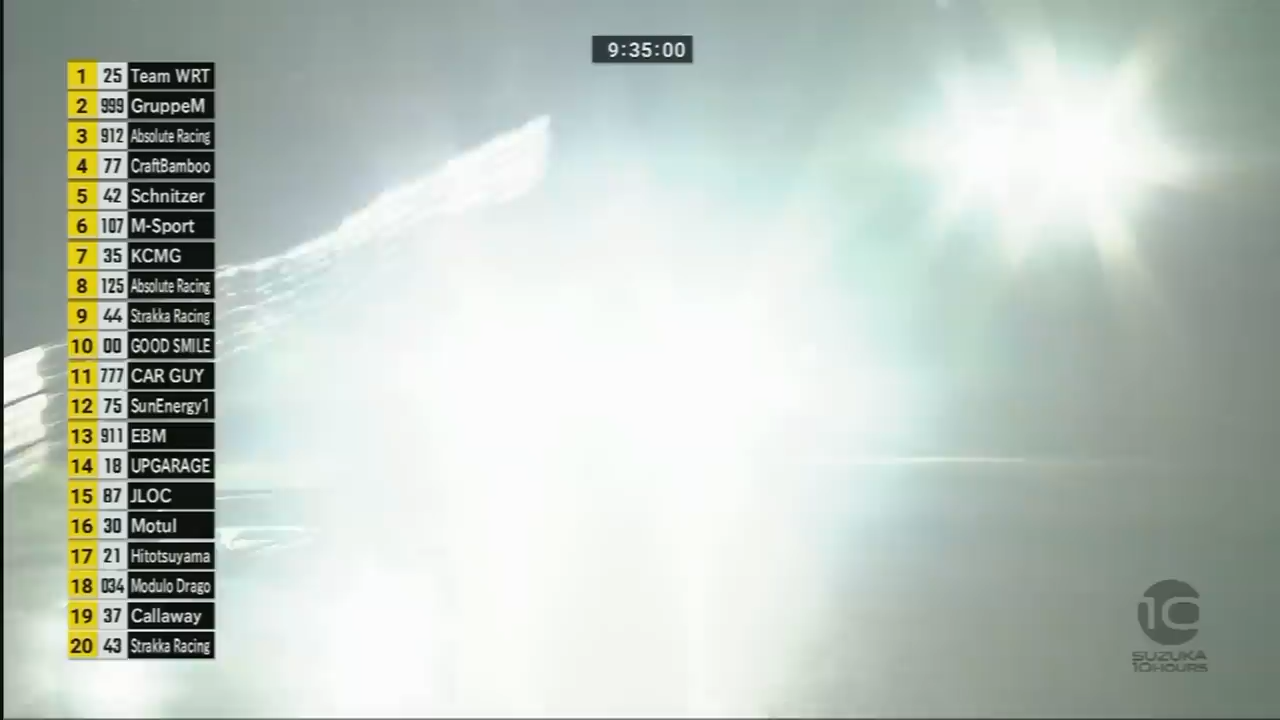 9:35:00
1 25 Team WRT
2 999 GruppeM
3 912 Absolute Racing
4 77 CraftBamboo
5 42 Schnitzer
6 107 M-Sport
7 35 KCMG
8 125 Absolute Racing
9 44 Strakka Racing
10 00 GOOD SMILE
11 777 CAR GUY
12 75 SunEnergy1
13 911 EBM
14 18 UPGARAGE
15 87 JLOC
16 30 Motul
17 21 Hitotsuyama
18 034 Modulo Drago
19 37 Callaway
20 43 Strakka Racing
10
SUZUKA
10HOURS